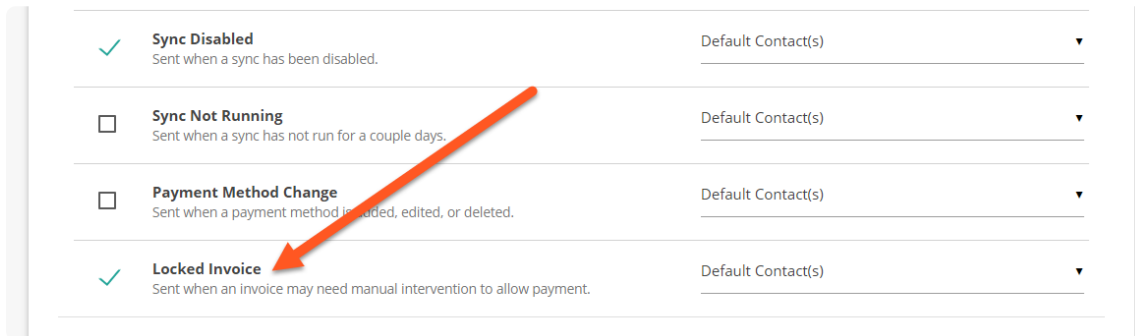 Sync Disabled
Default Contact(s)
Sent when a sync has been disabled.
Sync Not Running
Default Contact(s)
Sent when a sync has not run for a couple days.
Payment Method Change
Default Contact(s)
Sent when a payment method is added, edited, or deleted.
Locked Invoice
Default Contact(s)
Sent when an invoice may need manual intervention to allow payment.